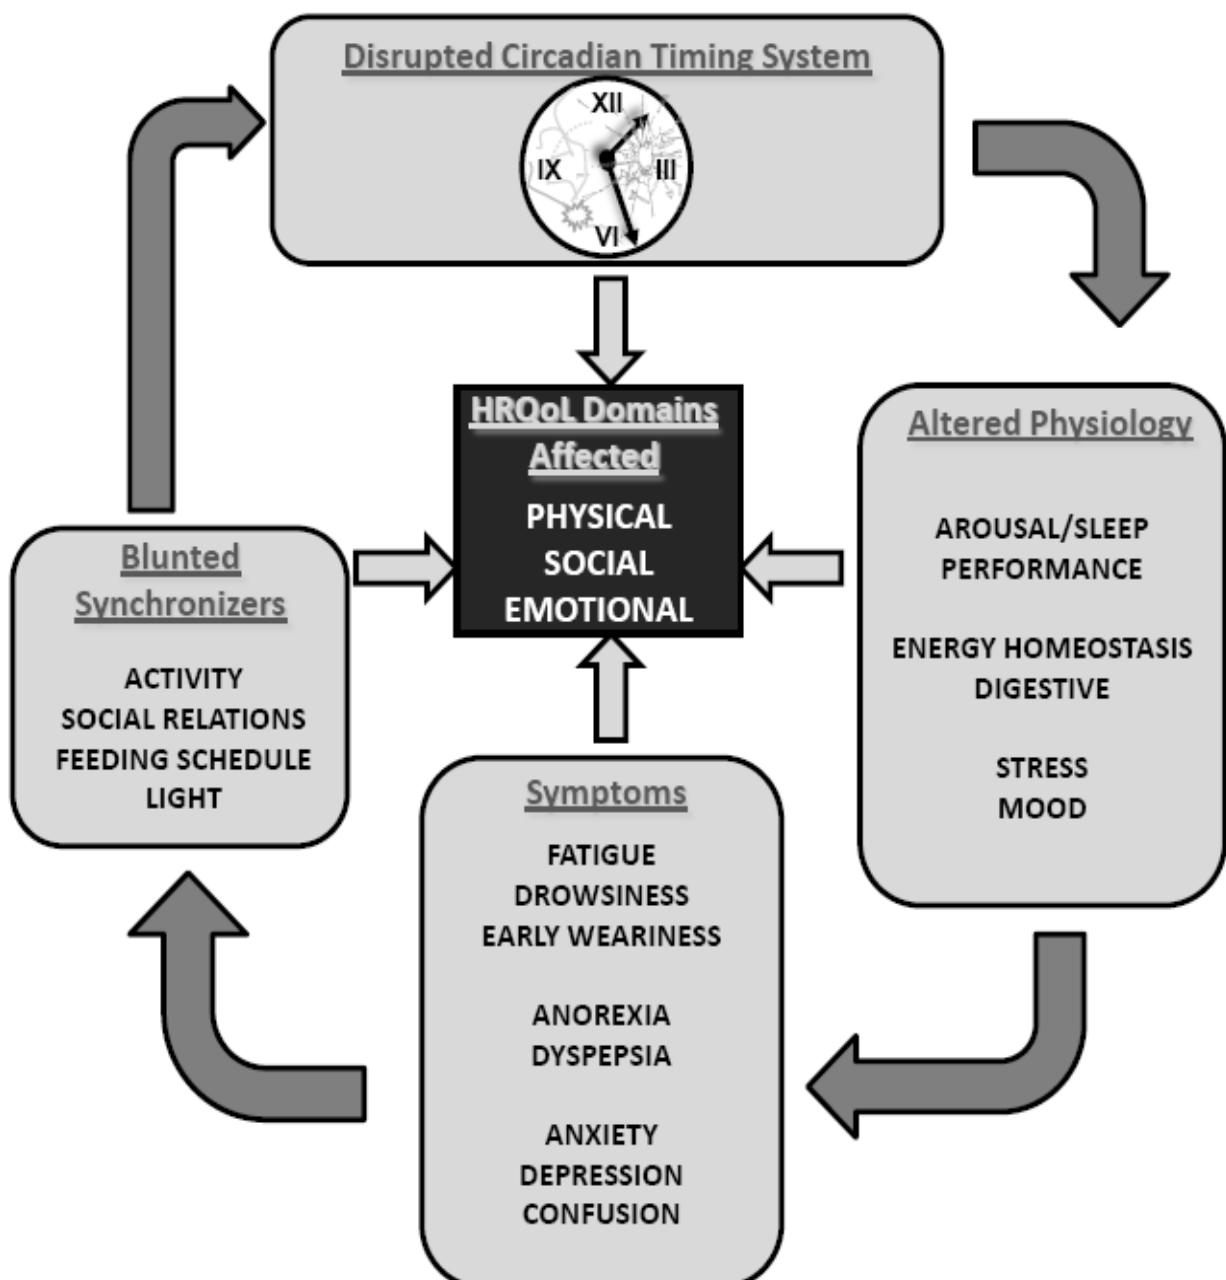 Disrupted Circadian Timing System
XII
IX
III
VI
HRQoL Domains
Affected
PHYSICAL
SOCIAL
EMOTIONAL
Altered Physiology
AROUSAL/SLEEP
PERFORMANCE
ENERGY HOMEOSTASIS
DIGESTIVE
STRESS
MOOD
Blunted
Synchronizers
ACTIVITY
SOCIAL RELATIONS
FEEDING SCHEDULE
LIGHT
Symptoms
FATIGUE
DROWSINESS
EARLY WEARINESS
ANOREXIA
DYSPEPSIA
ANXIETY
DEPRESSION
CONFUSION